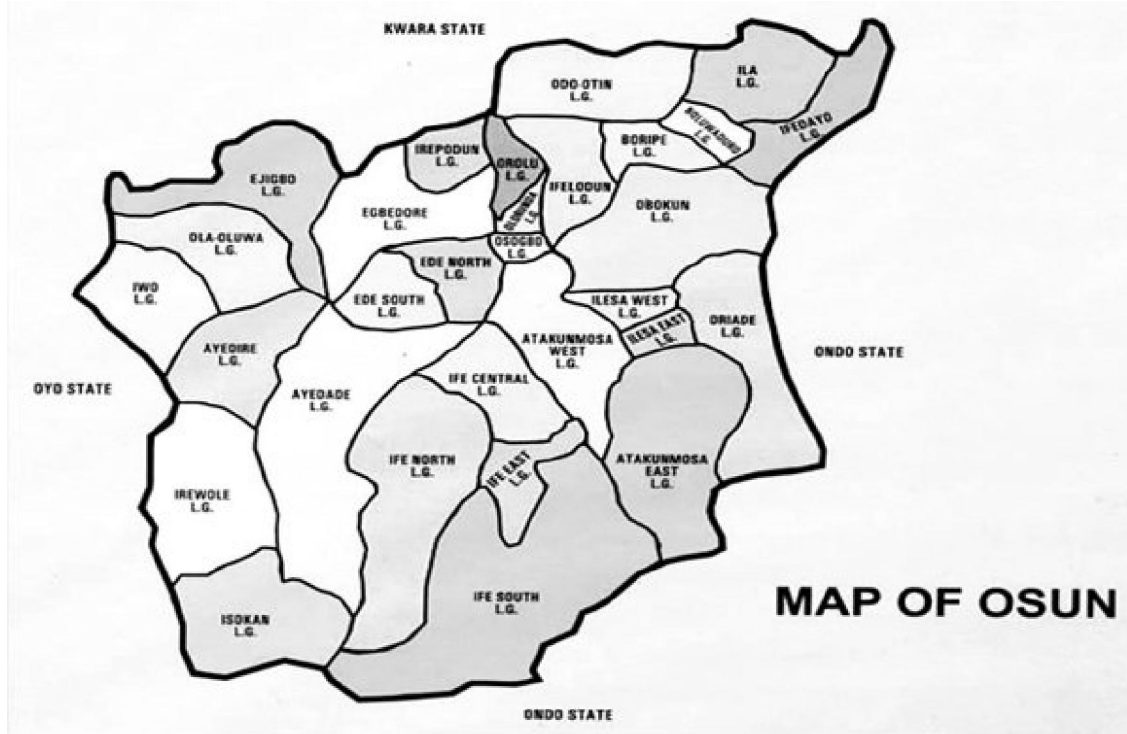 KWARA STATE
ODO-OTIN
L.G.
ILA
L.G.
BOLUWADURO
L.G.
IFEDAYO
L.G.
IREPODUN
L.G.
OROLU
L.G.
BORIPE
L.G.
IFELODUN
L.G.
OLORUNDA
L.G.
EJIGBO
L.G.
EGBEDORE
L.G.
OBOKUN
L.G.
OLA-OLUWA
L.G.
OSOGBO
L.G.
EDE NORTH
L.G.
IWO
L.G.
EDE SOUTH
L.G.
ILESA WEST
L.G.
ILESA EAST
L.G.
ORIADE
L.G.
AYEDIRE
L.G.
ATAKUNMOSA
WEST
L.G.
ONDO STATE
OYO STATE
AYEDADE
L.G.
IFE CENTRAL
L.G.
IFE NORTH
L.G.
IFE EAST
L.G.
ATAKUNMOSA
EAST
L.G.
IREWOLE
L.G.
IFE SOUTH
L.G.
ISOKAN
L.G.
MAP OF OSUN
ONDO STATE